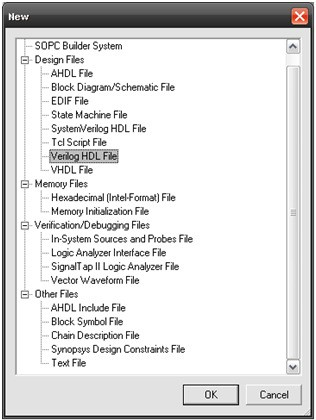 New
SOPC Builder System
Design Files
AHDL File
Block Diagram/Schematic File
EDIF File
State Machine File
SystemVerilog HDL File
Tcl Script File
Verilog HDL File
VHDL File
Memory Files
Hexadecimal (Intel-Format) File
Memory Initialization File
Verification/Debugging Files
In-System Sources and Probes File
Logic Analyzer Interface File
SignalTap II Logic Analyzer File
Vector Waveform File
Other Files
AHDL Include File
Block Symbol File
Chain Description File
Synopsys Design Constraints File
Text File
OK
Cancel